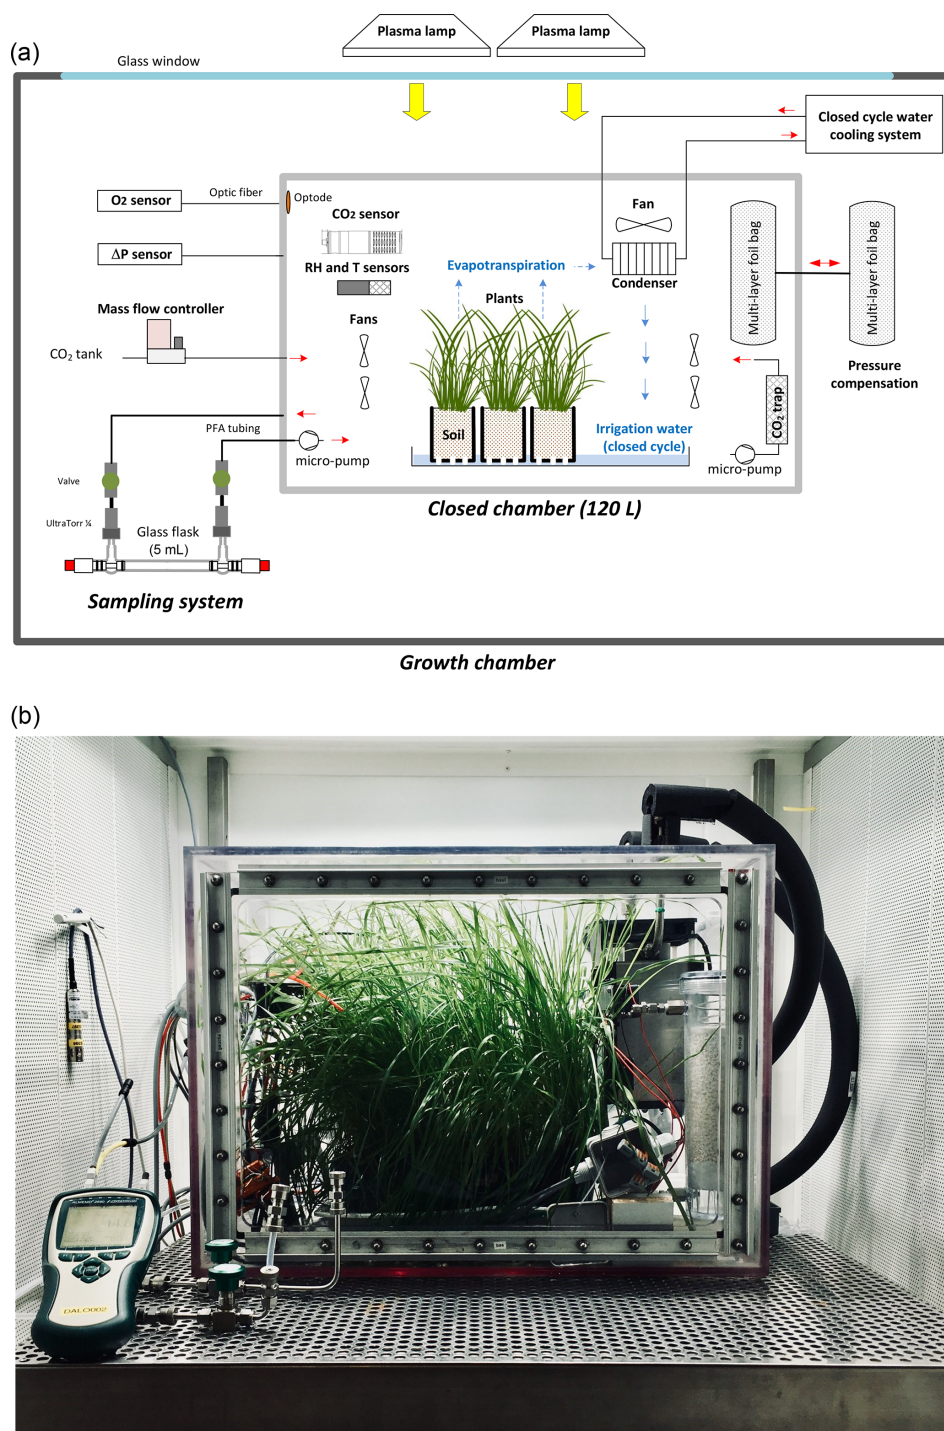 (a)
Plasma lamp
Plasma lamp
Glass window
Closed cycle water
cooling system
O2 sensor
Optic fiber
Optode
CO2 sensor
Fan
ΔP sensor
RH and T sensors
Evapotranspiration
Condenser
Multi-layer foil bag
Multi-layer foil bag
Plants
Mass flow controller
Fans
CO2 tank
Pressure
compensation
CO2 trap
PFA tubing
Soil
Irrigation water
(closed cycle)
micro-pump
micro-pump
Valve
UltraTorr ¼
Glass flask
(5 mL)
Closed chamber (120 L)
Sampling system
Growth chamber
(b)
DALO002